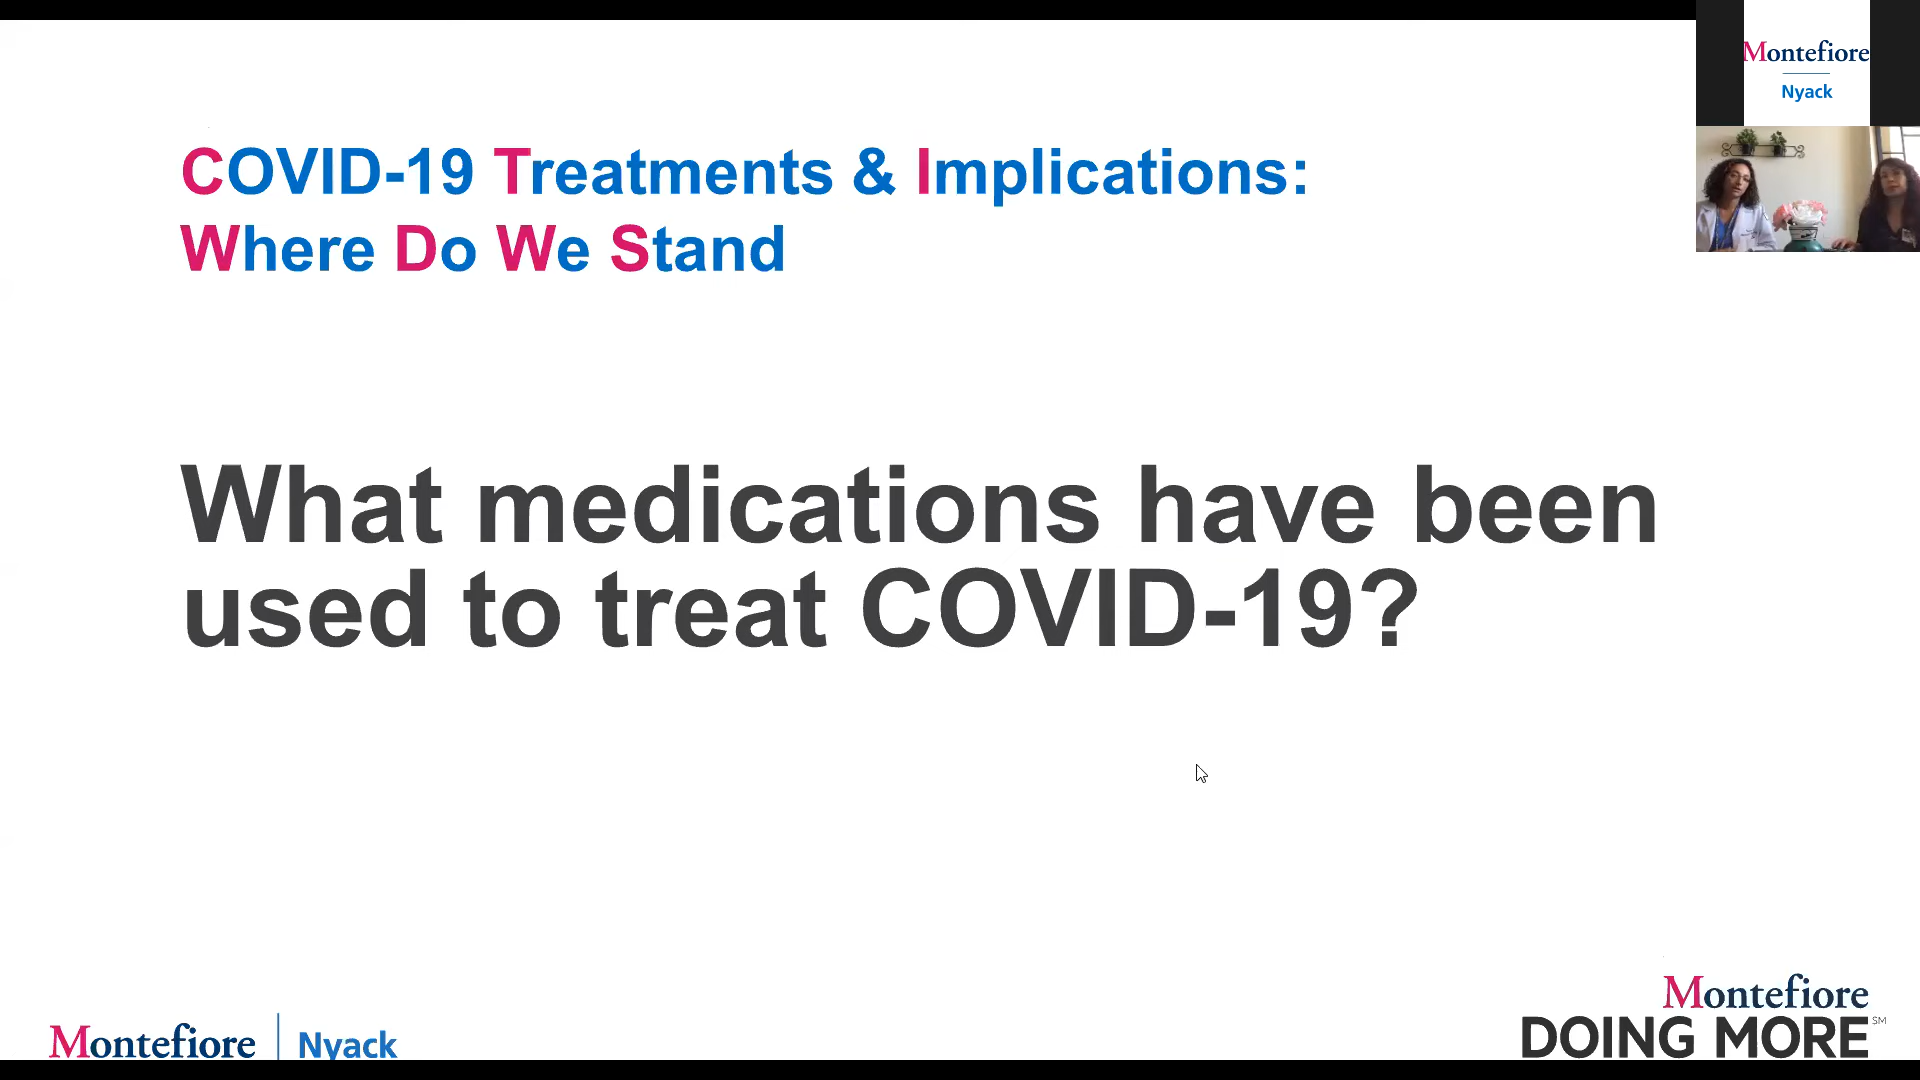 Montefiore
Nyack
COVID-19 Treatments & Implications:
Where Do We Stand
What medications have been
used to treat COVID-19?
Montefiore
DOING MORE℠
Montefiore | Nyack